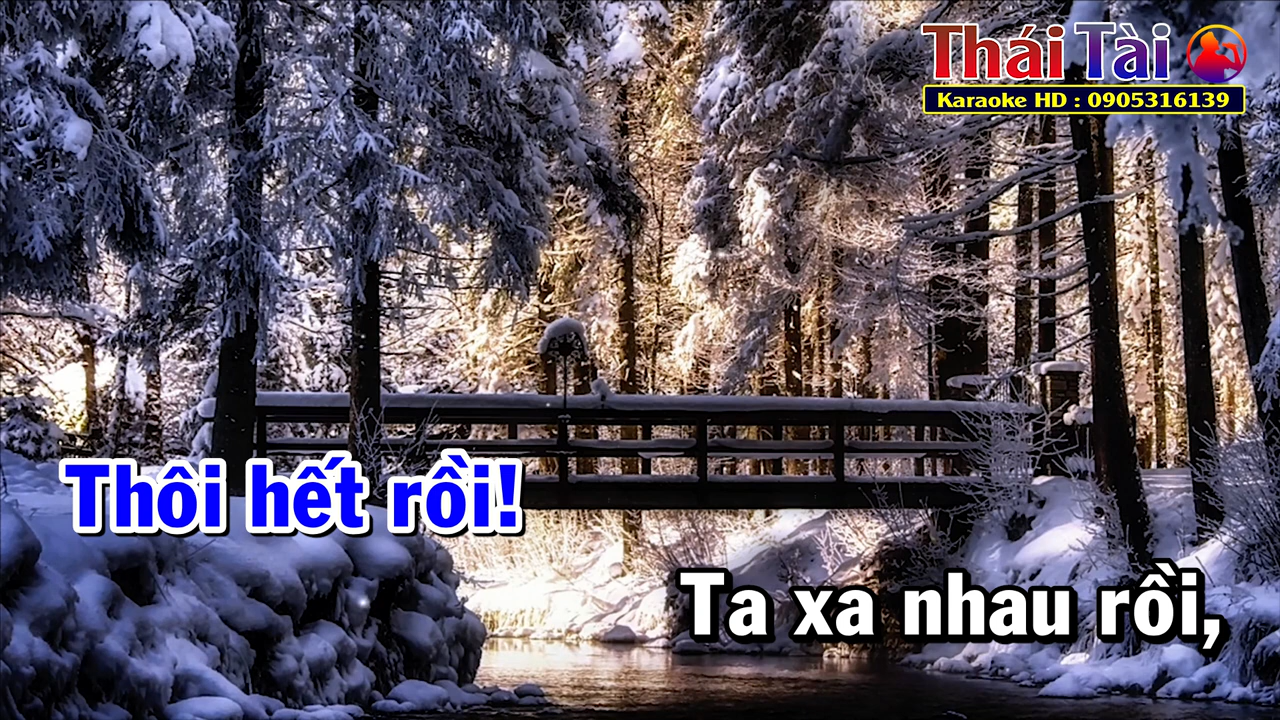 Thái Tài
Karaoke HD : 0905316139
Thôi hết rồi!
Ta xa nhau rồi,